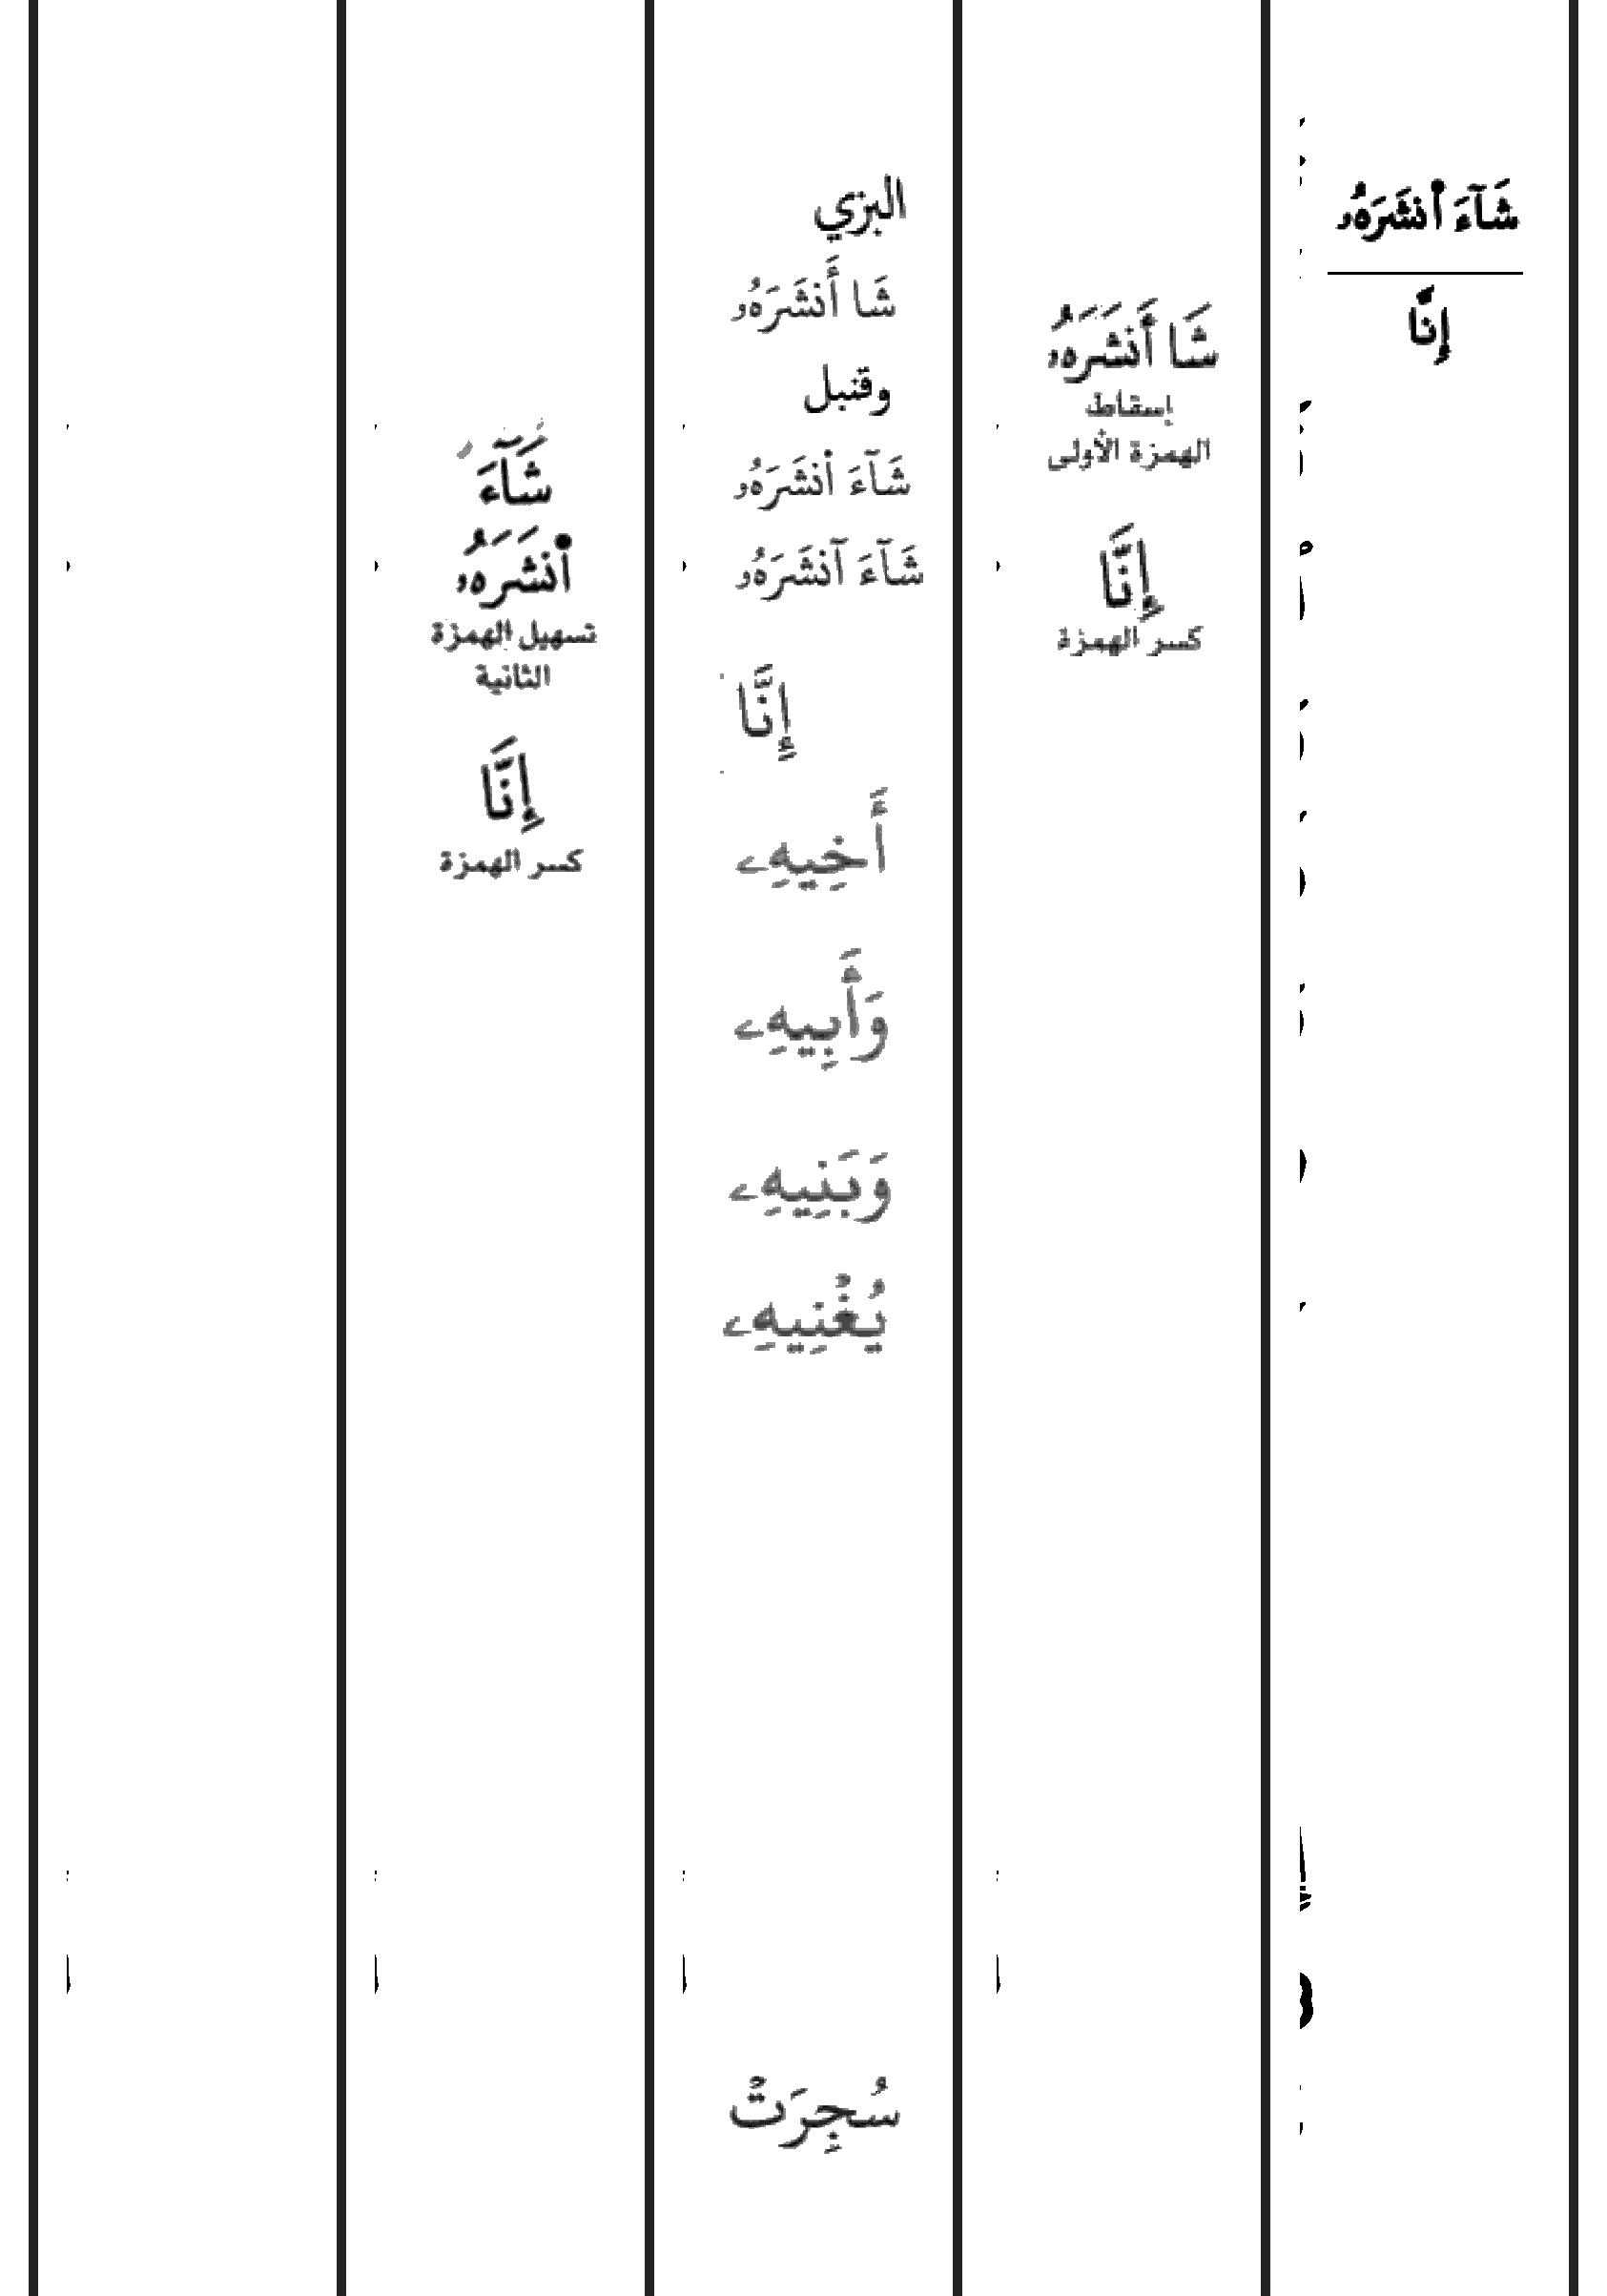 شَآءَ اَ۬نشَرَهُۥ
إِنَّا
شَا أَنشَرَهُۥ
إسقاط
الهمزة الأولى
إِنَّا
كسر الهمزة
البزي
شَا أَنشَرَهُۥ
وقنبل
شَآءَ اَ۬نشَرَهُۥ
شَآءَ آنشَرَهُۥ
إِنَّا
أَخِيهِۦ
وَأَبِيهِۦ
وَبَنِيهِۦ
يُغْنِيهِۦ
سُجِرَتْ
شَآءَ
اَ۬نشَرَهُۥ
تسهيل الهمزة
الثانية
إِنَّا
كسر الهمزة